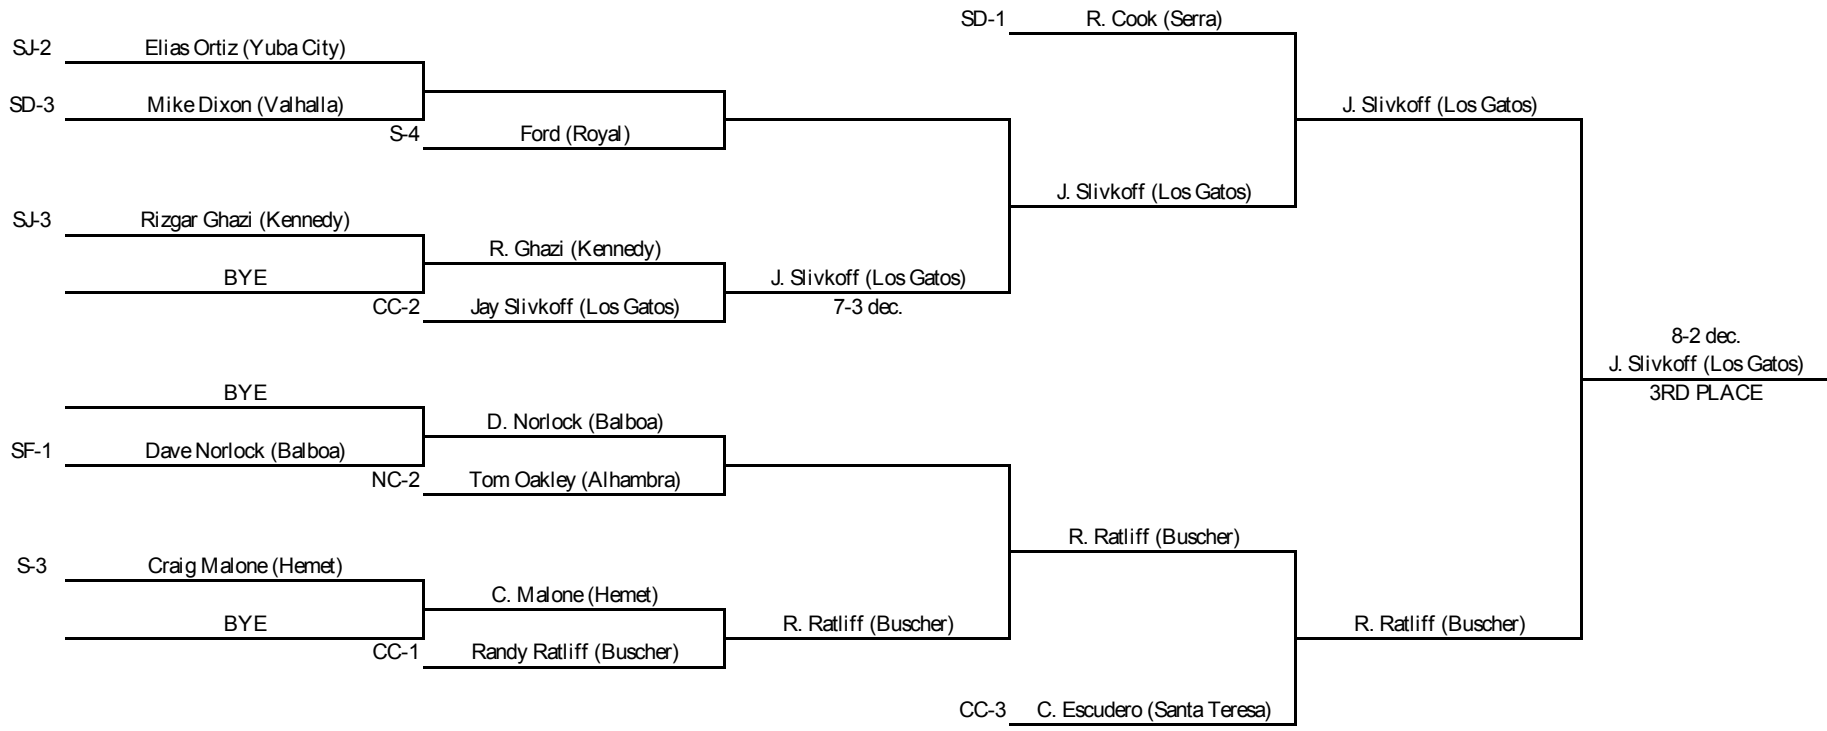 SD-1 R. Cook (Serra)
SJ-2 Elias Ortiz (Yuba City)
SD-3 Mike Dixon (Valhalla)
J. Slivkoff (Los Gatos)
S-4 Ford (Royal)
J. Slivkoff (Los Gatos)
SJ-3 Rizgar Ghazi (Kennedy)
R. Ghazi (Kennedy)
BYE
J. Slivkoff (Los Gatos)
CC-2 Jay Slivkoff (Los Gatos)
7-3 dec.
8-2 dec.
J. Slivkoff (Los Gatos)
3RD PLACE
BYE
D. Norlock (Balboa)
SF-1 Dave Norlock (Balboa)
NC-2 Tom Oakley (Alhambra)
R. Ratliff (Buscher)
S-3 Craig Malone (Hemet)
C. Malone (Hemet)
BYE
R. Ratliff (Buscher)
R. Ratliff (Buscher)
CC-1 Randy Ratliff (Buscher)
CC-3 C. Escudero (Santa Teresa)